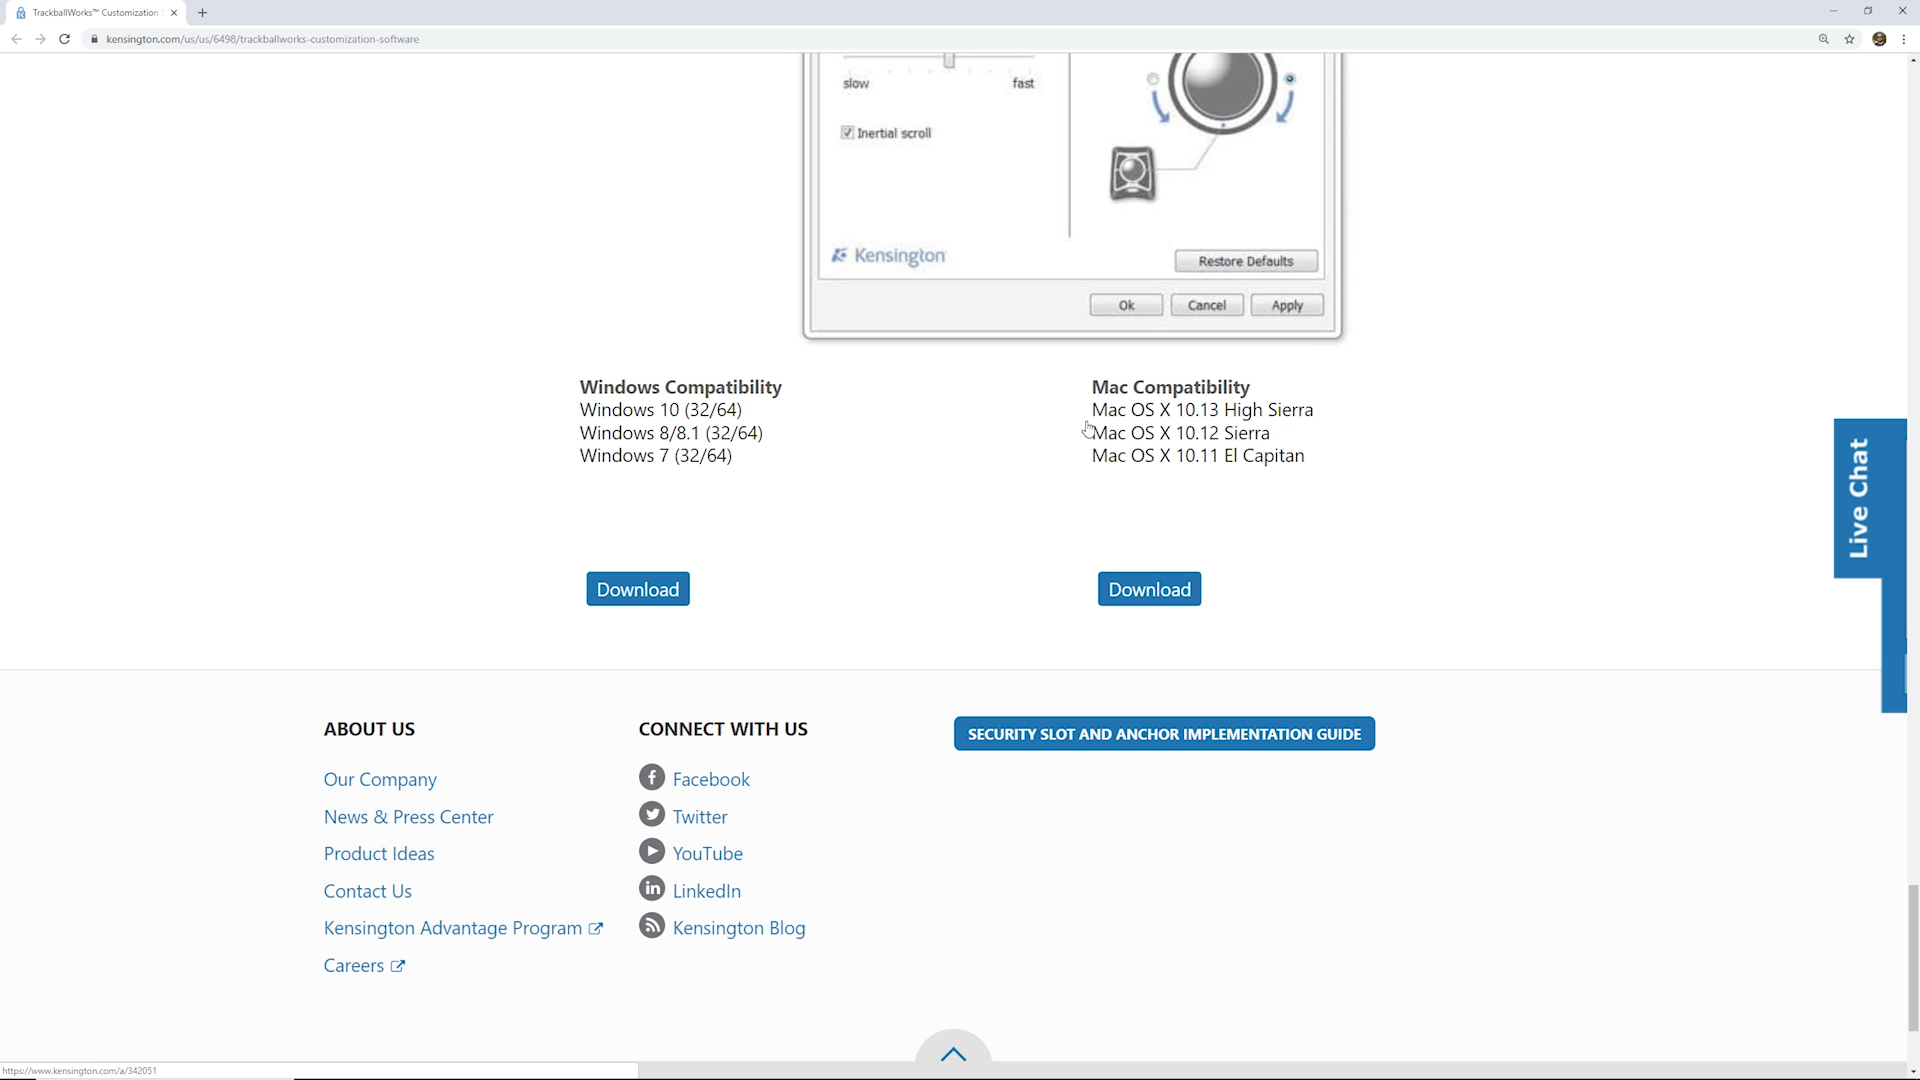 TrackballWorks™ Customization
kensington.com/us/us/6498/trackballworks-customization-software
slow fast
Inertial scroll
Kensington
Restore Defaults
Ok Cancel Apply
Windows Compatibility
Windows 10 (32/64)
Windows 8/8.1 (32/64)
Windows 7 (32/64)
Download
Mac Compatibility
Mac OS X 10.13 High Sierra
Mac OS X 10.12 Sierra
Mac OS X 10.11 El Capitan
Download
Live Chat
ABOUT US
Our Company
News & Press Center
Product Ideas
Contact Us
Kensington Advantage Program
Careers
CONNECT WITH US
Facebook
Twitter
YouTube
LinkedIn
Kensington Blog
SECURITY SLOT AND ANCHOR IMPLEMENTATION GUIDE
https://www.kensington.com/a/342051